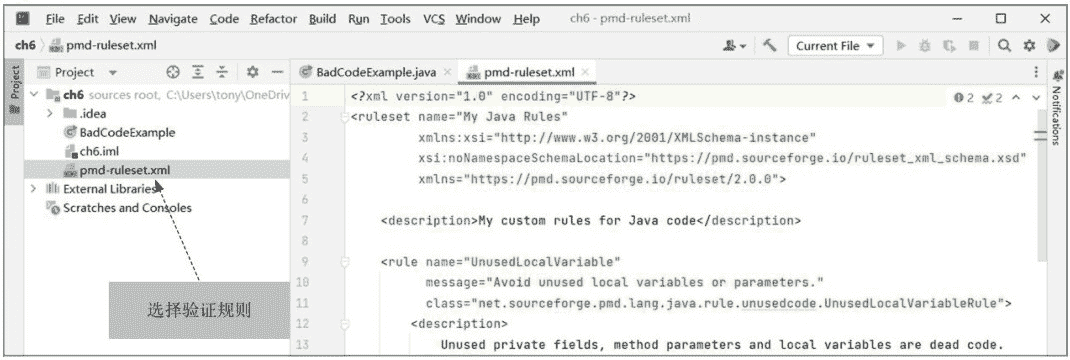 File Edit View Navigate Code Refactor Build Run Tools VCS Window Help ch6 - pmd-ruleset.xml
ch6 pmd-ruleset.xml Current File
Project BadCodeExample.java pmd-ruleset.xml
Project
Notifications
ch6 sources root, C:\Users\tony\OneDriv
.idea
BadCodeExample
ch6.iml
pmd-ruleset.xml
External Libraries
Scratches and Consoles
选择验证规则
2 2
1 <?xml version="1.0" encoding="UTF-8"?>
2 <ruleset name="My Java Rules"
3 xmlns:xsi="http://www.w3.org/2001/XMLSchema-instance"
4 xsi:noNamespaceSchemaLocation="https://pmd.sourceforge.io/ruleset_xml_schema.xsd"
5 xmlns="https://pmd.sourceforge.io/ruleset/2.0.0">
6
7 <description>My custom rules for Java code</description>
8
9 <rule name="UnusedLocalVariable"
10 message="Avoid unused local variables or parameters."
11 class="net.sourceforge.pmd.lang.java.rule.unusedcode.UnusedLocalVariableRule">
12 <description>
13 Unused private fields, method parameters and local variables are dead code.